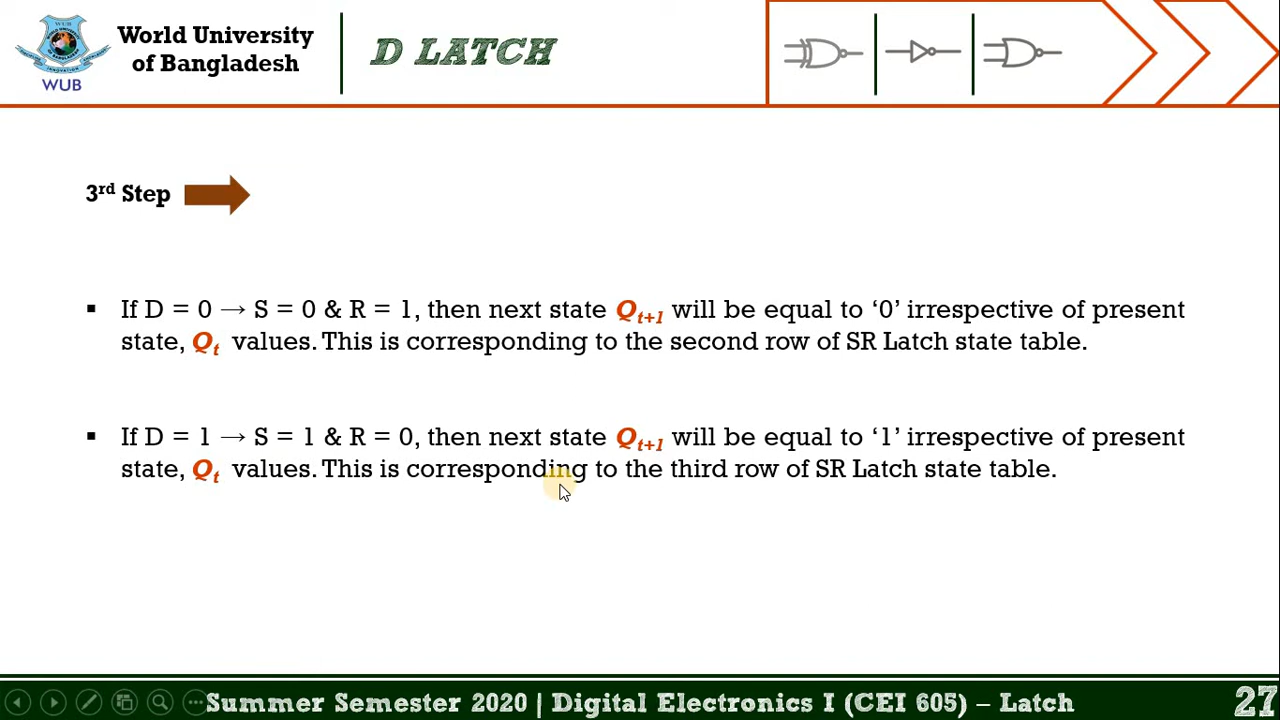 World University
of Bangladesh
WUB
D LATCH
3rd Step
▪ If D = 0 → S = 0 & R = 1, then next state Qt+1 will be equal to ‘0’ irrespective of present
state, Qt values. This is corresponding to the second row of SR Latch state table.
▪ If D = 1 → S = 1 & R = 0, then next state Qt+1 will be equal to ‘1’ irrespective of present
state, Qt values. This is corresponding to the third row of SR Latch state table.
Summer Semester 2020 | Digital Electronics I (CEI 605) – Latch
27